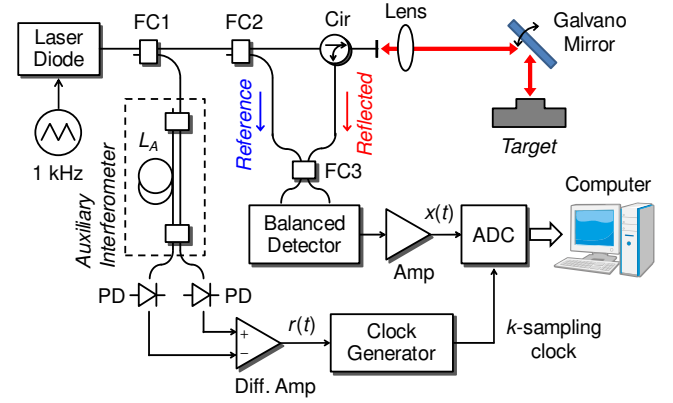 Laser
Diode
FC1
FC2
Cir
Lens
Galvano
Mirror
1 kHz
L_A
Auxiliary
Interferometer
Reference
Reflected
Target
FC3
Balanced
Detector
Amp
x(t)
ADC
Computer
PD
PD
+
−
Diff. Amp
r(t)
Clock
Generator
k-sampling
clock